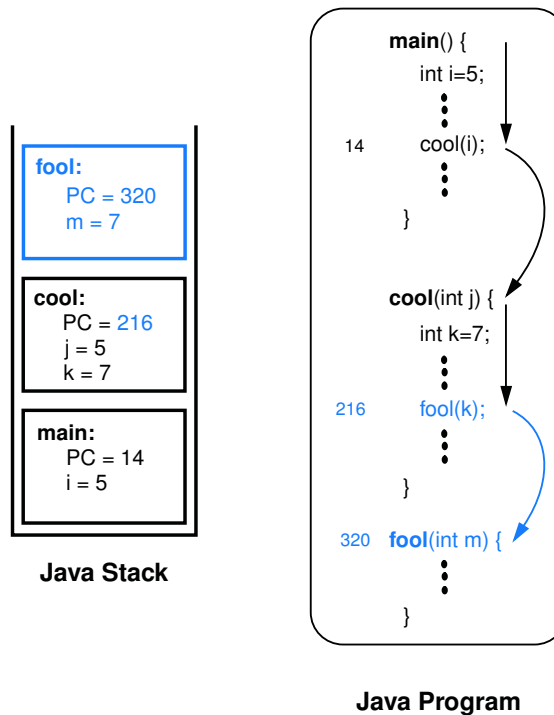 fool:
PC = 320
m = 7
cool:
PC = 216
j = 5
k = 7
main:
PC = 14
i = 5
Java Stack
main() {
int i=5;
14 cool(i);
}
cool(int j) {
int k=7;
216 fool(k);
}
320 fool(int m) {
}
Java Program